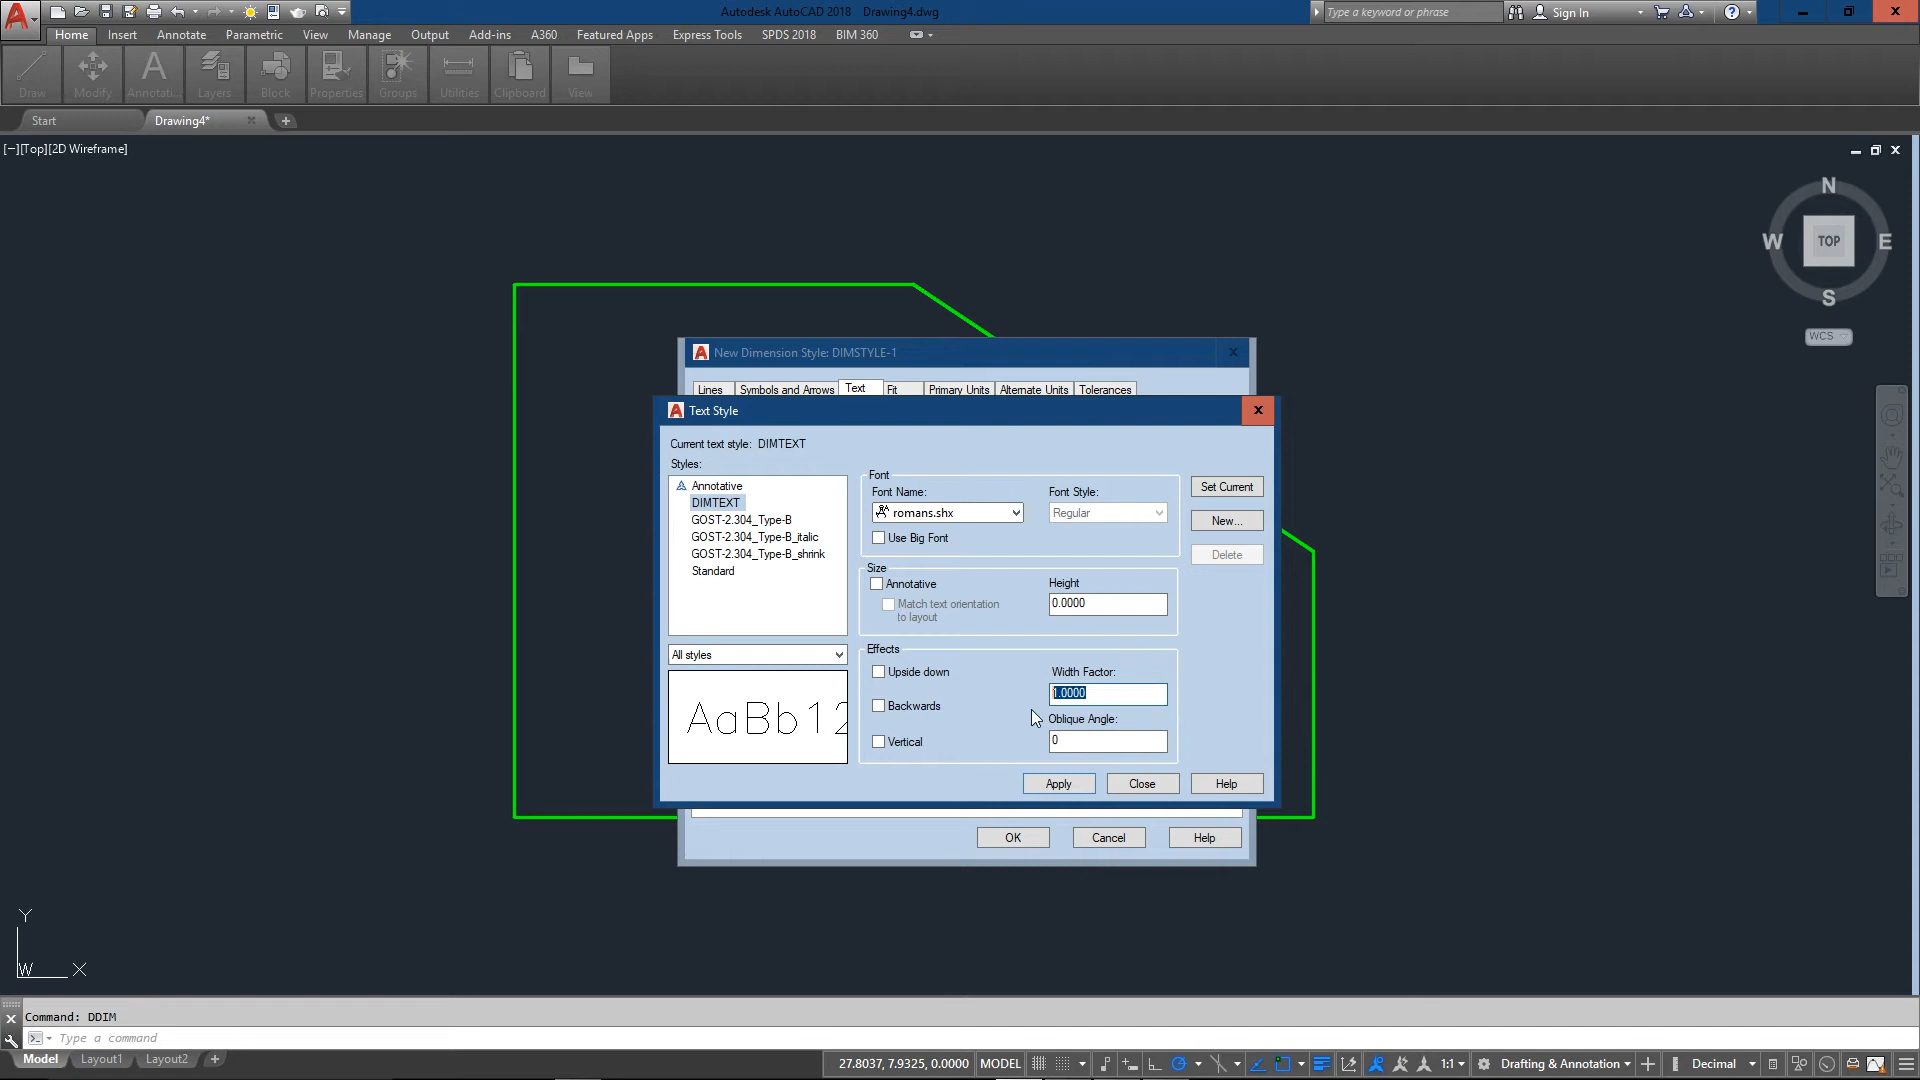 Autodesk AutoCAD 2018 Drawing4.dwg
Type a keyword or phrase
Sign In
Home Insert Annotate Parametric View Manage Output Add-ins A360 Featured Apps Express Tools SPDS 2018 BIM 360
Draw Modify Annotati... Layers Block Properties Groups Utilities Clipboard View
Start Drawing4*
[−][Top][2D Wireframe]
N
W TOP E
S
WCS
New Dimension Style: DIMSTYLE-1
Lines Symbols and Arrows Text Fit Primary Units Alternate Units Tolerances
Text Style
Current text style: DIMTEXT
Styles:
Annotative
DIMTEXT
GOST-2.304_Type-B
GOST-2.304_Type-B_italic
GOST-2.304_Type-B_shrink
Standard
All styles
AaBb12
Font
Font Name: Font Style:
romans.shx Regular
Use Big Font
Size
Annotative
Match text orientation
to layout
Height
0.0000
Effects
Upside down
Backwards
Vertical
Width Factor:
1.0000
Oblique Angle:
0
Set Current
New...
Delete
Apply Close Help
OK Cancel Help
Y
W X
Command: DDIM
Type a command
Model Layout1 Layout2
27.8037, 7.9325, 0.0000 MODEL 1:1 Drafting & Annotation Decimal